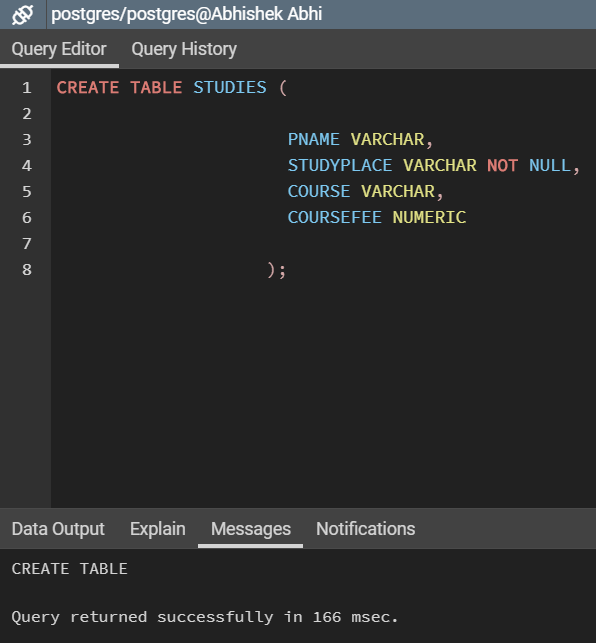 postgres/postgres@Abhishek Abhi
Query Editor Query History
1 CREATE TABLE STUDIES (
2
3 PNAME VARCHAR,
4 STUDYPLACE VARCHAR NOT NULL,
5 COURSE VARCHAR,
6 COURSEFEE NUMERIC
7
8 );
Data Output Explain Messages Notifications
CREATE TABLE
Query returned successfully in 166 msec.